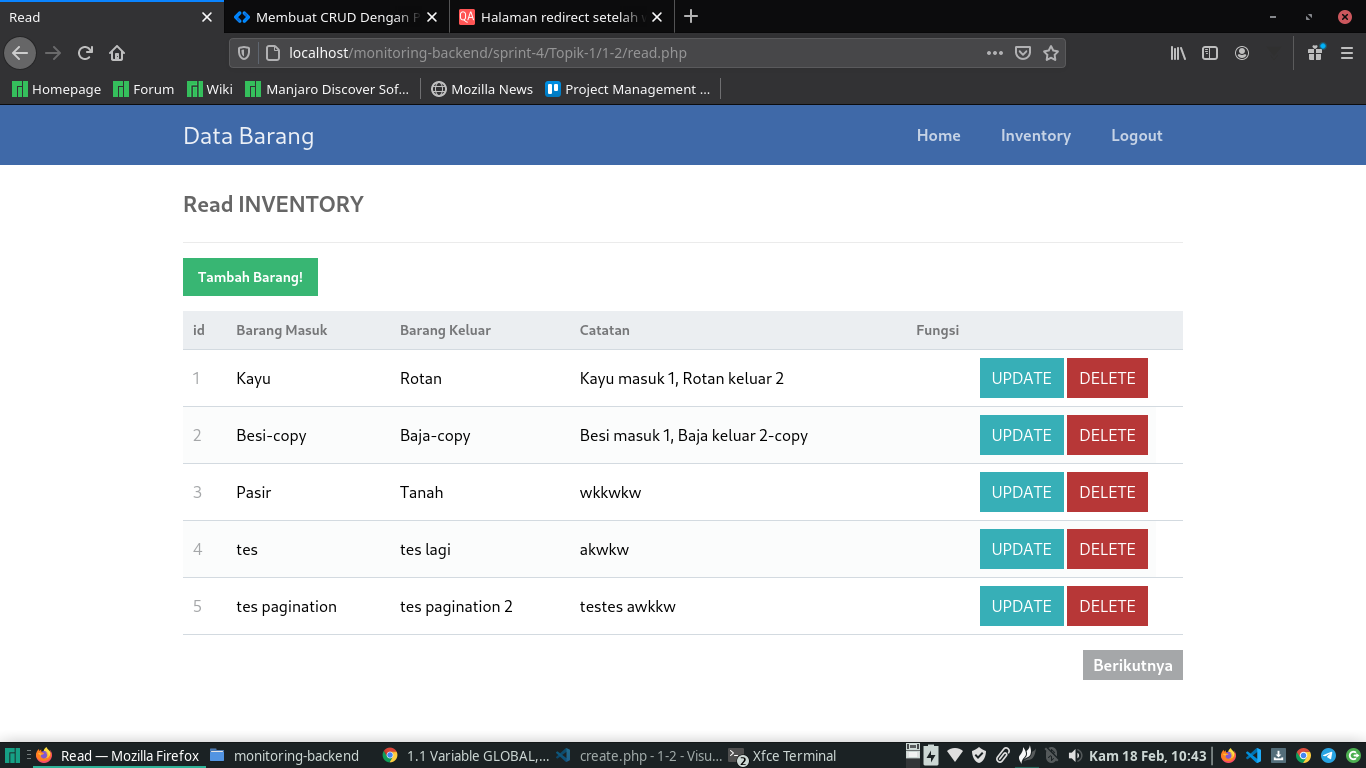 Read
Membuat CRUD Dengan P
QA Halaman redirect setelah w
localhost/monitoring-backend/sprint-4/Topik-1/1-2/read.php
Homepage Forum Wiki Manjaro Discover Sof... Mozilla News Project Management ...
Data Barang Home Inventory Logout
Read INVENTORY
Tambah Barang!
id Barang Masuk Barang Keluar Catatan Fungsi
1 Kayu Rotan Kayu masuk 1, Rotan keluar 2 UPDATE DELETE
2 Besi-copy Baja-copy Besi masuk 1, Baja keluar 2-copy UPDATE DELETE
3 Pasir Tanah wkkwkw UPDATE DELETE
4 tes tes lagi akwkw UPDATE DELETE
5 tes pagination tes pagination 2 testes awkkw UPDATE DELETE
Berikutnya
Read — Mozilla Firefox monitoring-backend 1.1 Variable GLOBAL,... create.php - 1-2 - Visu... 2 Xfce Terminal Kam 18 Feb, 10:43